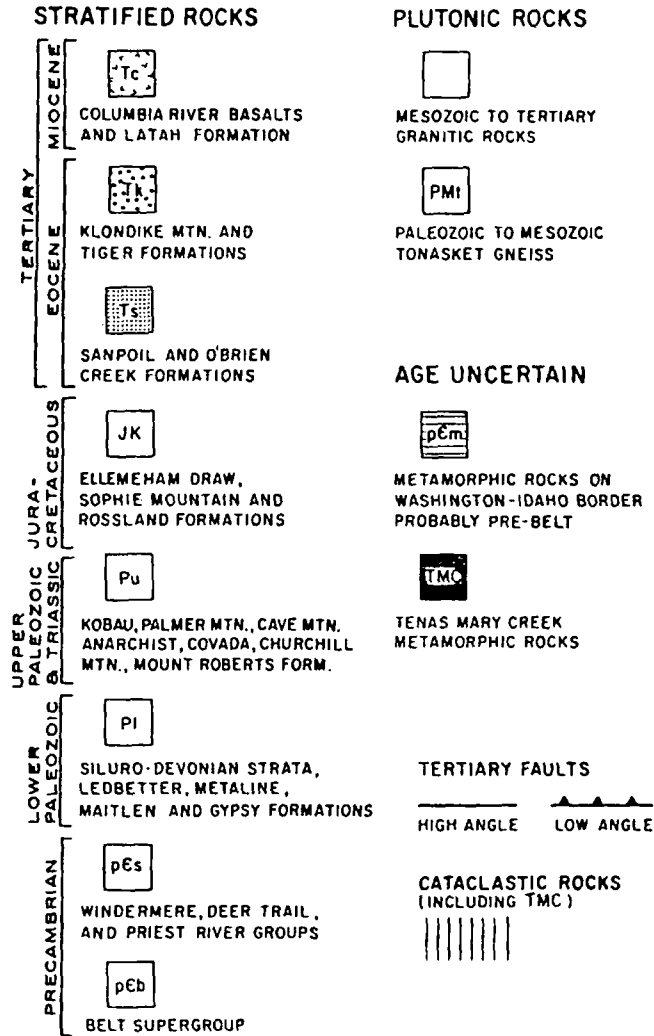 STRATIFIED ROCKS
TERTIARY
MIOCENE
Tc
COLUMBIA RIVER BASALTS
AND LATAH FORMATION
EOCENE
Tk
KLONDIKE MTN. AND
TIGER FORMATIONS
Ts
SANPOIL AND O'BRIEN
CREEK FORMATIONS
JURA-
CRETACEOUS
JK
ELLEMEHAM DRAW,
SOPHIE MOUNTAIN AND
ROSSLAND FORMATIONS
UPPER
PALEOZOIC
& TRIASSIC
Pu
KOBAU, PALMER MTN., CAVE MTN.
ANARCHIST, COVADA, CHURCHILL
MTN., MOUNT ROBERTS FORM.
LOWER
PALEOZOIC
Pl
SILURO-DEVONIAN STRATA,
LEDBETTER, METALINE,
MAITLEN AND GYPSY FORMATIONS
PRECAMBRIAN
p€s
WINDERMERE, DEER TRAIL,
AND PRIEST RIVER GROUPS
p€b
BELT SUPERGROUP
PLUTONIC ROCKS
MESOZOIC TO TERTIARY
GRANITIC ROCKS
PMt
PALEOZOIC TO MESOZOIC
TONASKET GNEISS
AGE UNCERTAIN
p€m
METAMORPHIC ROCKS ON
WASHINGTON-IDAHO BORDER
PROBABLY PRE-BELT
TMC
TENAS MARY CREEK
METAMORPHIC ROCKS
TERTIARY FAULTS
HIGH ANGLE LOW ANGLE
CATACLASTIC ROCKS
(INCLUDING TMC)